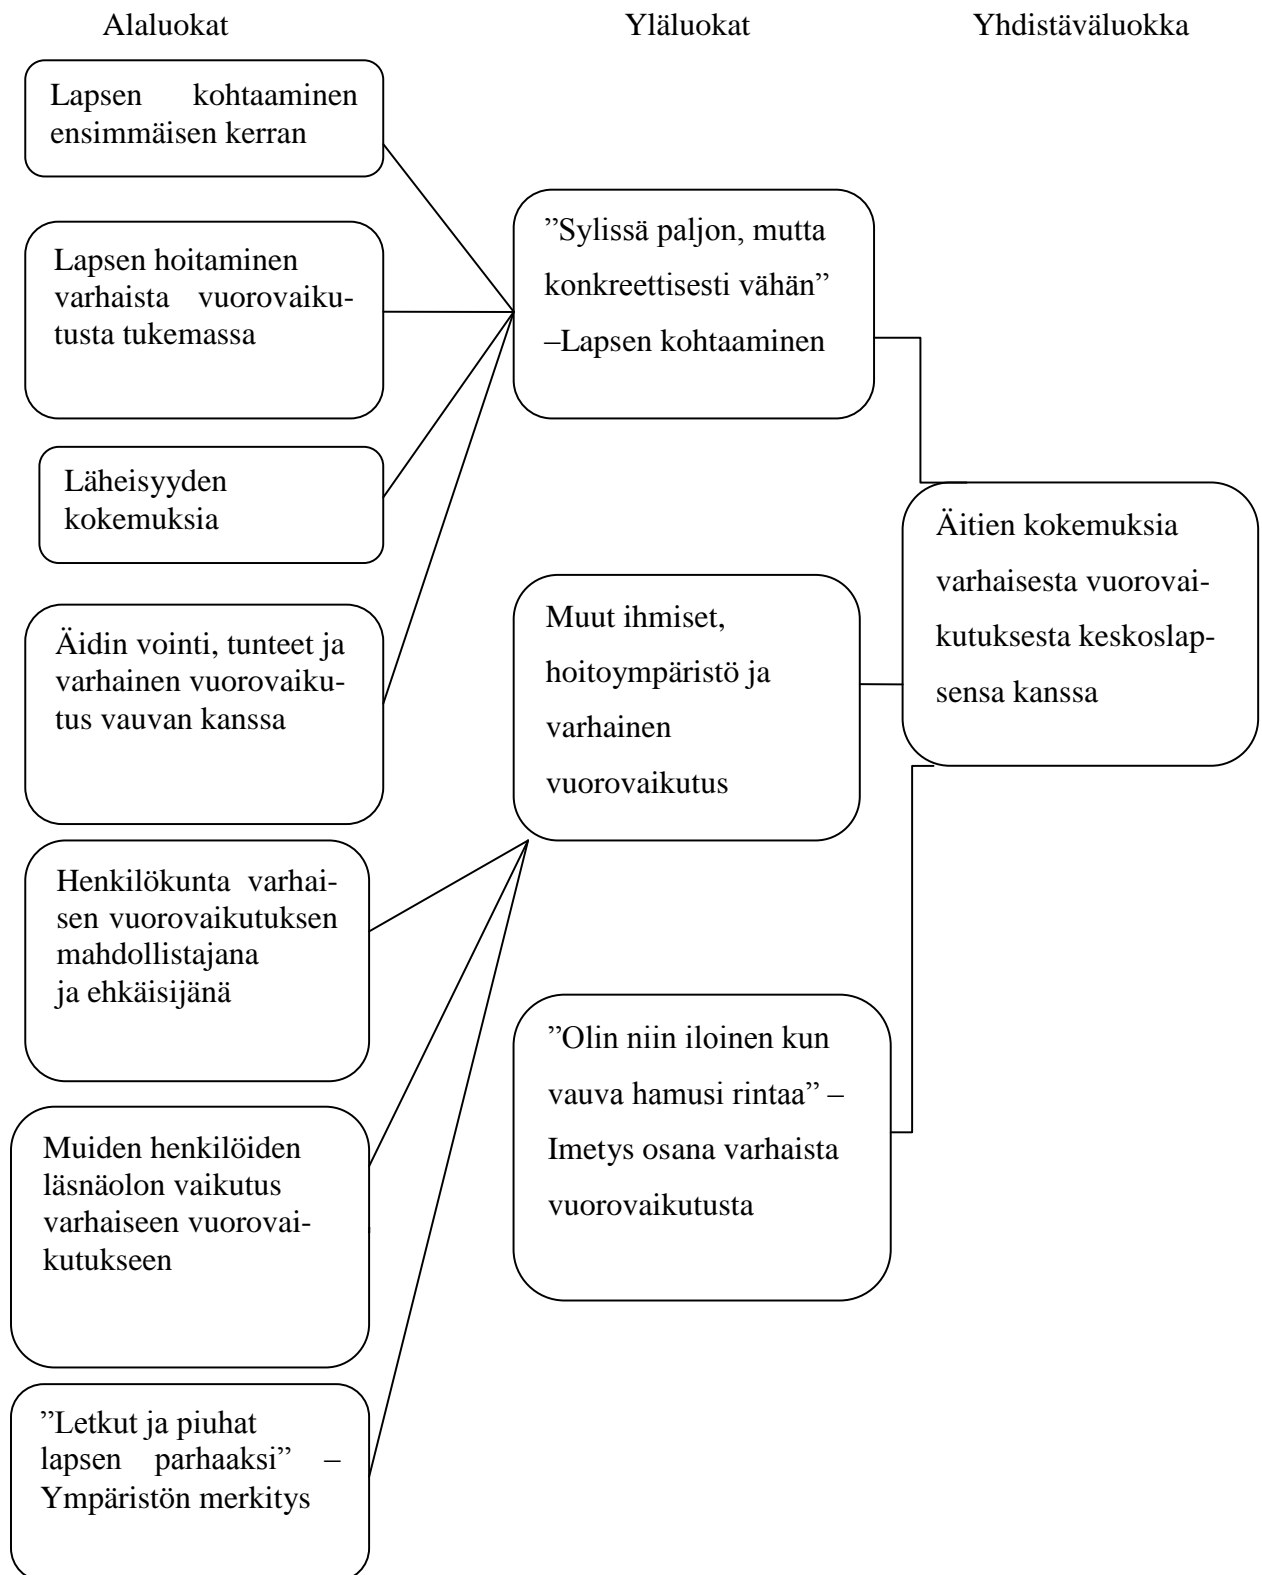 Alaluokat
Yläluokat
Yhdistäväluokka
Lapsen kohtaaminen
ensimmäisen kerran
Lapsen hoitaminen
varhaista vuorovaiku-
tusta tukemassa
Läheisyyden
kokemuksia
Äidin vointi, tunteet ja
varhainen vuorovaiku-
tus vauvan kanssa
Henkilökunta varhai-
sen vuorovaikutuksen
mahdollistajana
ja ehkäisijänä
Muiden henkilöiden
läsnäolon vaikutus
varhaiseen vuorovai-
kutukseen
”Letkut ja piuhat
lapsen parhaaksi” –
Ympäristön merkitys
”Sylissä paljon, mutta
konkreettisesti vähän”
–Lapsen kohtaaminen
Muut ihmiset,
hoitoympäristö ja
varhainen
vuorovaikutus
”Olin niin iloinen kun
vauva hamusi rintaa” –
Imetys osana varhaista
vuorovaikutusta
Äitien kokemuksia
varhaisesta vuorovai-
kutuksesta keskoslap-
sensa kanssa